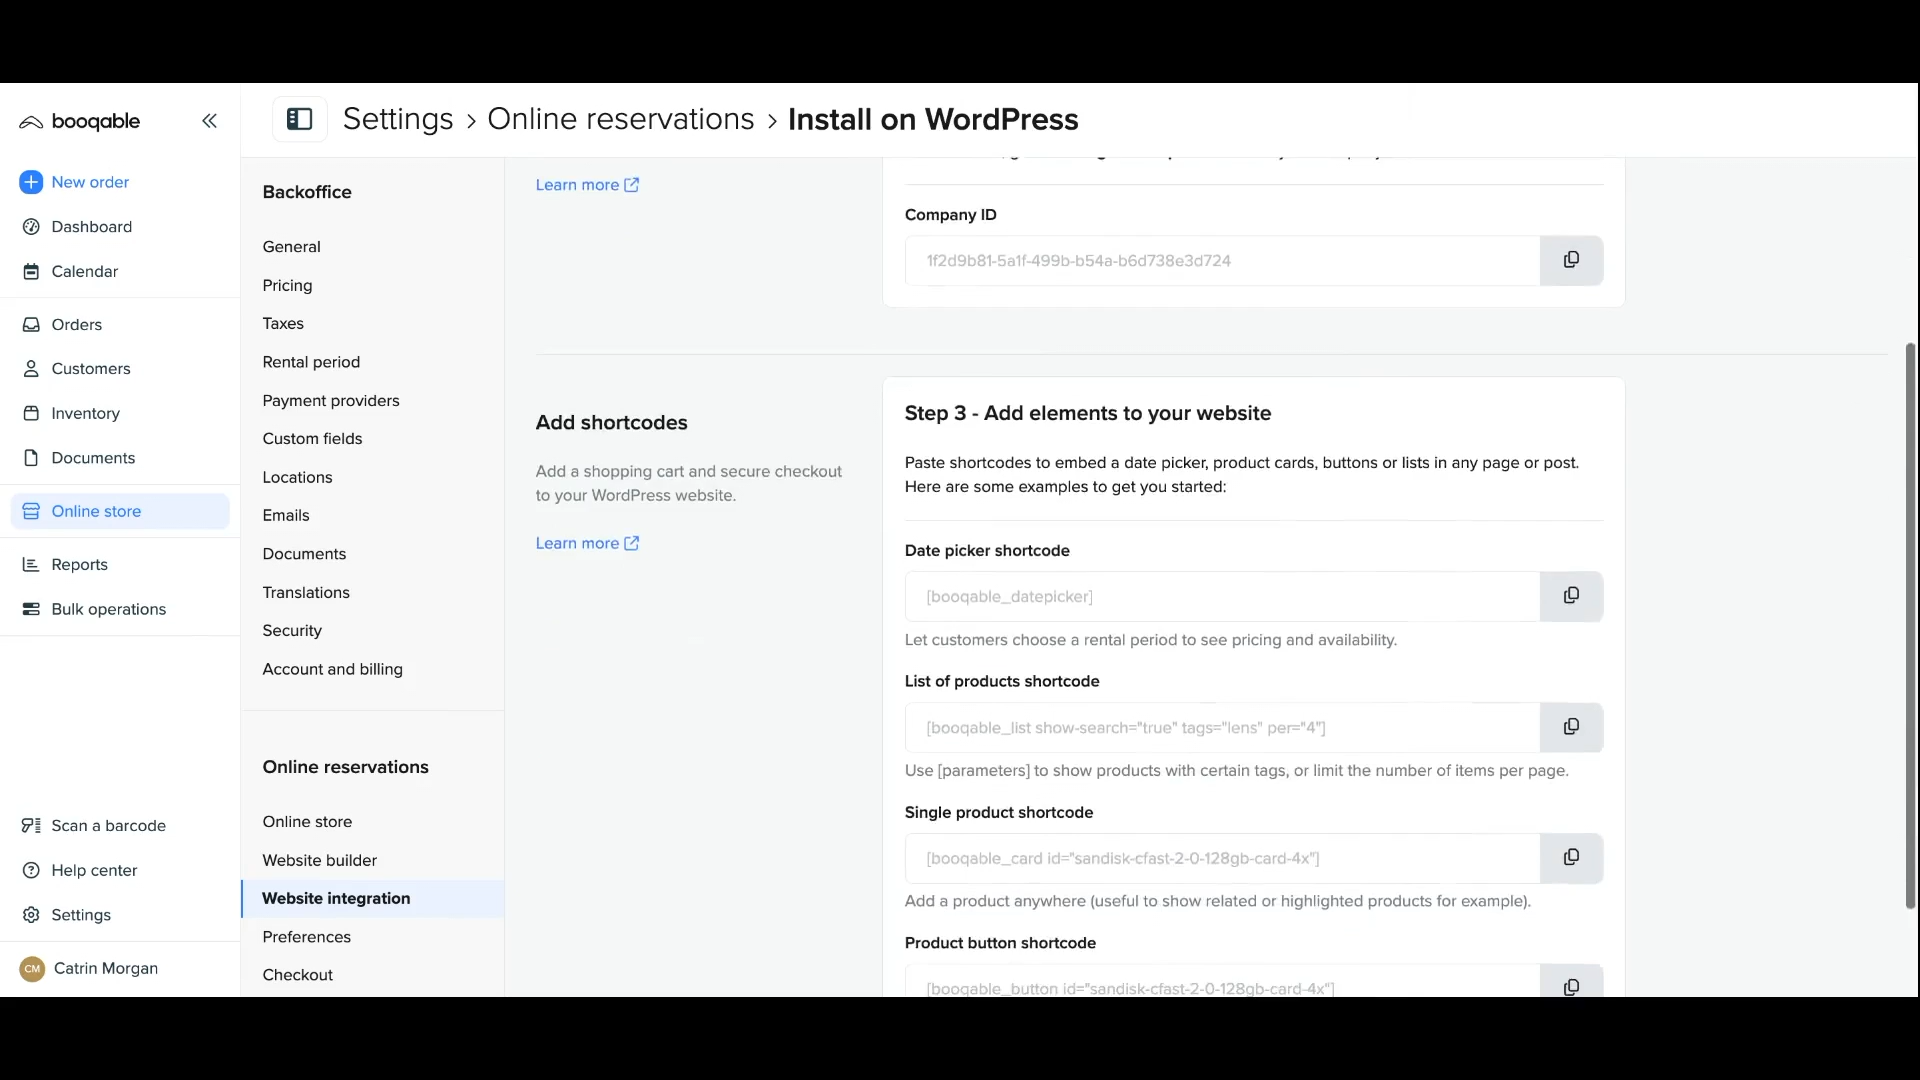 booqable
New order
Dashboard
Calendar
Orders
Customers
Inventory
Documents
Online store
Reports
Bulk operations
Scan a barcode
Help center
Settings
CM Catrin Morgan
Settings › Online reservations › Install on WordPress
Backoffice
General
Pricing
Taxes
Rental period
Payment providers
Custom fields
Locations
Emails
Documents
Translations
Security
Account and billing
Online reservations
Online store
Website builder
Website integration
Preferences
Checkout
Learn more
Company ID
1f2d9b81-5a1f-499b-b54a-b6d738e3d724
Add shortcodes
Add a shopping cart and secure checkout
to your WordPress website.
Learn more
Step 3 - Add elements to your website
Paste shortcodes to embed a date picker, product cards, buttons or lists in any page or post.
Here are some examples to get you started:
Date picker shortcode
[booqable_datepicker]
Let customers choose a rental period to see pricing and availability.
List of products shortcode
[booqable_list show-search="true" tags="lens" per="4"]
Use [parameters] to show products with certain tags, or limit the number of items per page.
Single product shortcode
[booqable_card id="sandisk-cfast-2-0-128gb-card-4x"]
Add a product anywhere (useful to show related or highlighted products for example).
Product button shortcode
[booqable_button id="sandisk-cfast-2-0-128gb-card-4x"]